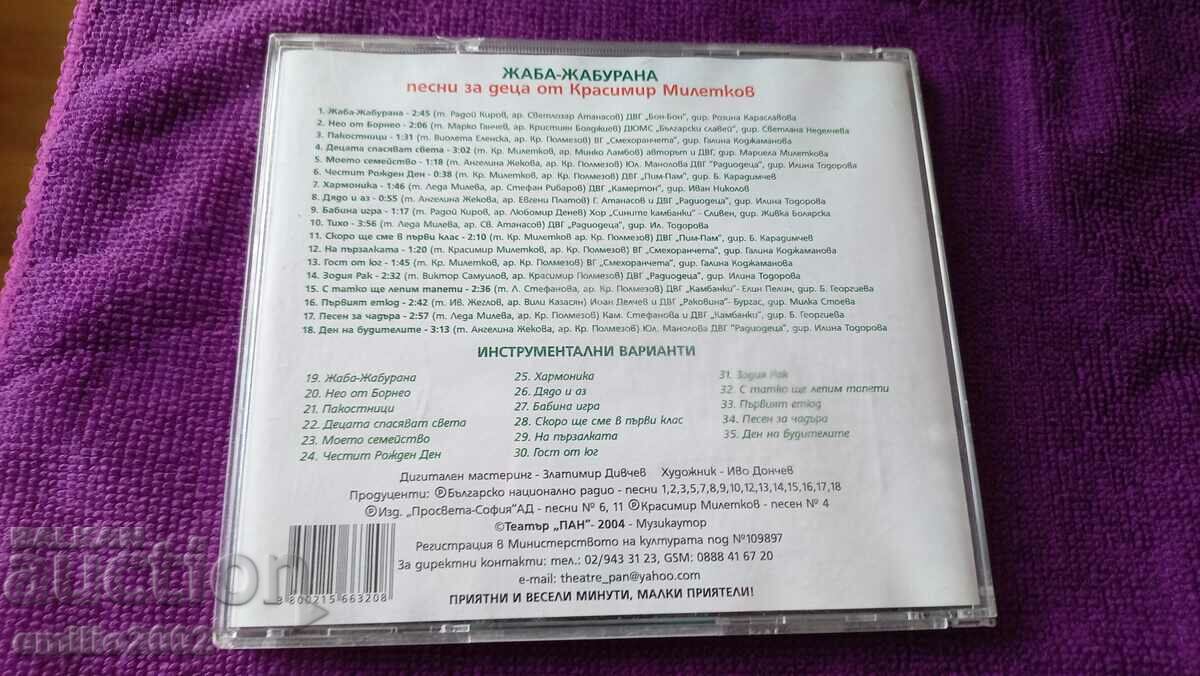 ЖАБА-ЖАБУРАНА
песни за деца от Красимир Милетков
1. Жаба-Жабурана - 2:45 (т. Радой Киров, ар. Светлозар Атанасов) ДВГ „Бон-Бон", дир. Розина Караславова
2. Нео от Борнео - 2:06 (т. Марко Ганчев, ар. Кристиян Бояджиев) ДЮМС „Български славей", дир. Светлана Неделчева
3. Пакостници - 1:31 (т. Виолета Еленска, ар. Кр. Полмезов) ВГ „Смехоранчета", дир. Галина Коджаманова
4. Децата спасяват света - 3:02 (т. Кр. Милетков, ар. Минко Ламбов) авторът и ДВГ, дир. Мариела Милеткова
5. Моето семейство - 1:18 (т. Ангелина Жекова, ар. Кр. Полмезов) Юл. Манолова ДВГ "Радиодеца", дир. Илина Тодорова
6. Честит Рожден Ден - 0:38 (т. Кр. Милетков, ар. Кр. Полмезов) ДВГ „Пим-Пам", дир. Б. Карадимчев
7. Хармоника - 1:46 (т. Леда Милева, ар. Стефан Рибаров) ДВГ „Камертон", дир. Иван Николов
8. Дядо и аз - 0:55 (т. Ангелина Жекова, ар. Евгени Платов) Г. Атанасов и ДВГ „Радиодеца", дир. Илина Тодорова
9. Бабина игра - 1:17 (т. Радой Киров, ар. Любомир Денев) Хор „Сините камбанки" - Сливен, дир. Живка Болярска
10. Тихо - 3:56 (т. Леда Милева, ар. Св. Атанасов) ДВГ „Радиодеца", дир. Ил. Тодорова
11. Скоро ще сме в първи клас - 2:10 (т. Кр. Милетков ар. Кр. Полмезов) ДВГ „Пим-Пам", дир. Б. Карадимчев
12. На пързалката - 1:20 (т. Красимир Милетков, ар. Кр. Полмезов) ВГ „Смехоранчета", дир. Галина Коджаманова
13. Гост от юг - 1:45 (т. Кр. Милетков, ар. Кр. Полмезов) ВГ „Смехоранчета", дир. Галина Коджаманова
14. Зодия Рак - 2:32 (т. Виктор Самуилов, ар. Красимир Полмезов) ДВГ „Радиодеца", дир. Илина Тодорова
15. С татко ще лепим тапети - 2:36 (т. Л. Стефанова, ар. Кр. Полмезов) ДВГ „Камбанки"- Елин Пелин, дир. Б. Георгиева
16. Първият етюд - 2:42 (т. Ив. Жеглов, ар. Вили Казасян) Иоан Делчев и ДВГ „Раковина"- Бургас, дир. Милка Стоева
17. Песен за чадъра - 2:57 (т. Леда Милева, ар. Кр. Полмезов) Кам. Стефанова и ДВГ „Камбанки", дир. Б. Георгиева
18. Ден на будителите - 3:13 (т. Ангелина Жекова, ар. Кр. Полмезов) Юл. Манолова ДВГ "Радиодеца", дир. Илина Тодорова
ИНСТРУМЕНТАЛНИ ВАРИАНТИ
19. Жаба-Жабурана
20. Нео от Борнео
21. Пакостници
22. Децата спасяват света
23. Моето семейство
24. Честит Рожден Ден
25. Хармоника
26. Дядо и аз
27. Бабина игра
28. Скоро ще сме в първи клас
29. На пързалката
30. Гост от юг
31. Зодия Рак
32. С татко ще лепим тапети
33. Първият етюд
34. Песен за чадъра
35. Ден на будителите
Дигитален мастеринг - Златимир Дивчев Художник - Иво Дончев
Продуценти: ℗Българско национално радио - песни 1,2,3,5,7,8,9,10,12,13,14,15,16,17,18
℗Изд. „Просвета-София"АД - песни № 6, 11 ℗Красимир Милетков - песен № 4
©Театър „ПАН"- 2004 - Музикаутор
Регистрация в Министерството на културата под №109897
За директни контакти: тел.: 02/943 31 23, GSM: 0888 41 67 20
e-mail: theatre_pan@yahoo.com
ПРИЯТНИ И ВЕСЕЛИ МИНУТИ, МАЛКИ ПРИЯТЕЛИ!
3 800215 663208
БАЛКАН
auction
emilio2002